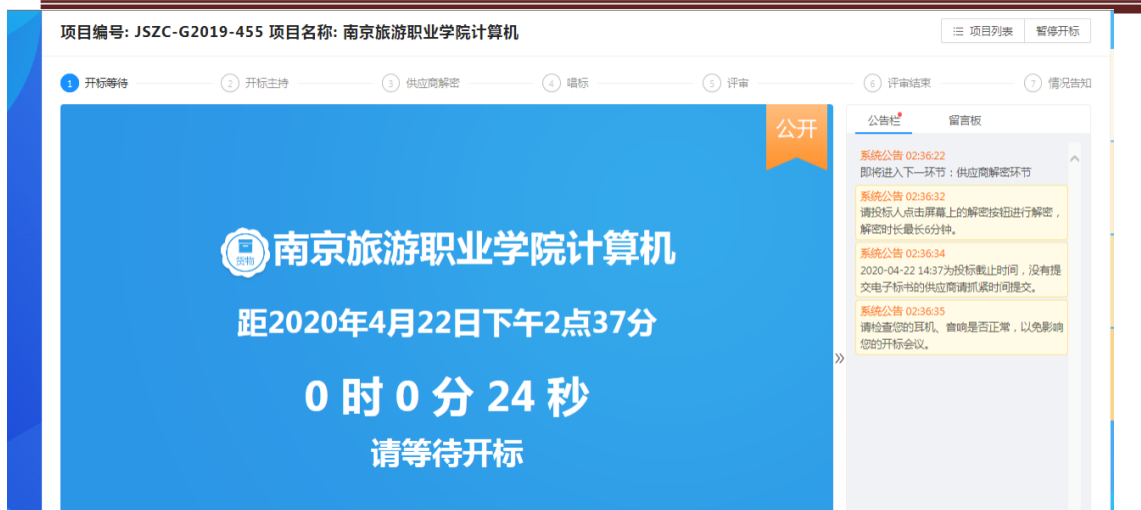 项目编号: JSZC-G2019-455 项目名称: 南京旅游职业学院计算机
项目列表 暂停开标
1 开标等待 2 开标主持 3 供应商解密 4 唱标 5 评审 6 评审结束 7 情况告知
公开
货物
南京旅游职业学院计算机
距2020年4月22日下午2点37分
0 时 0 分 24 秒
请等待开标
公告栏 留言板
系统公告 02:36:22
即将进入下一环节：供应商解密环节
系统公告 02:36:32
请投标人点击屏幕上的解密按钮进行解密，
解密时长最长6分钟。
系统公告 02:36:34
2020-04-22 14:37为投标截止时间，没有提
交电子标书的供应商请抓紧时间提交。
系统公告 02:36:35
请检查您的耳机、音响是否正常，以免影响
您的开标会议。